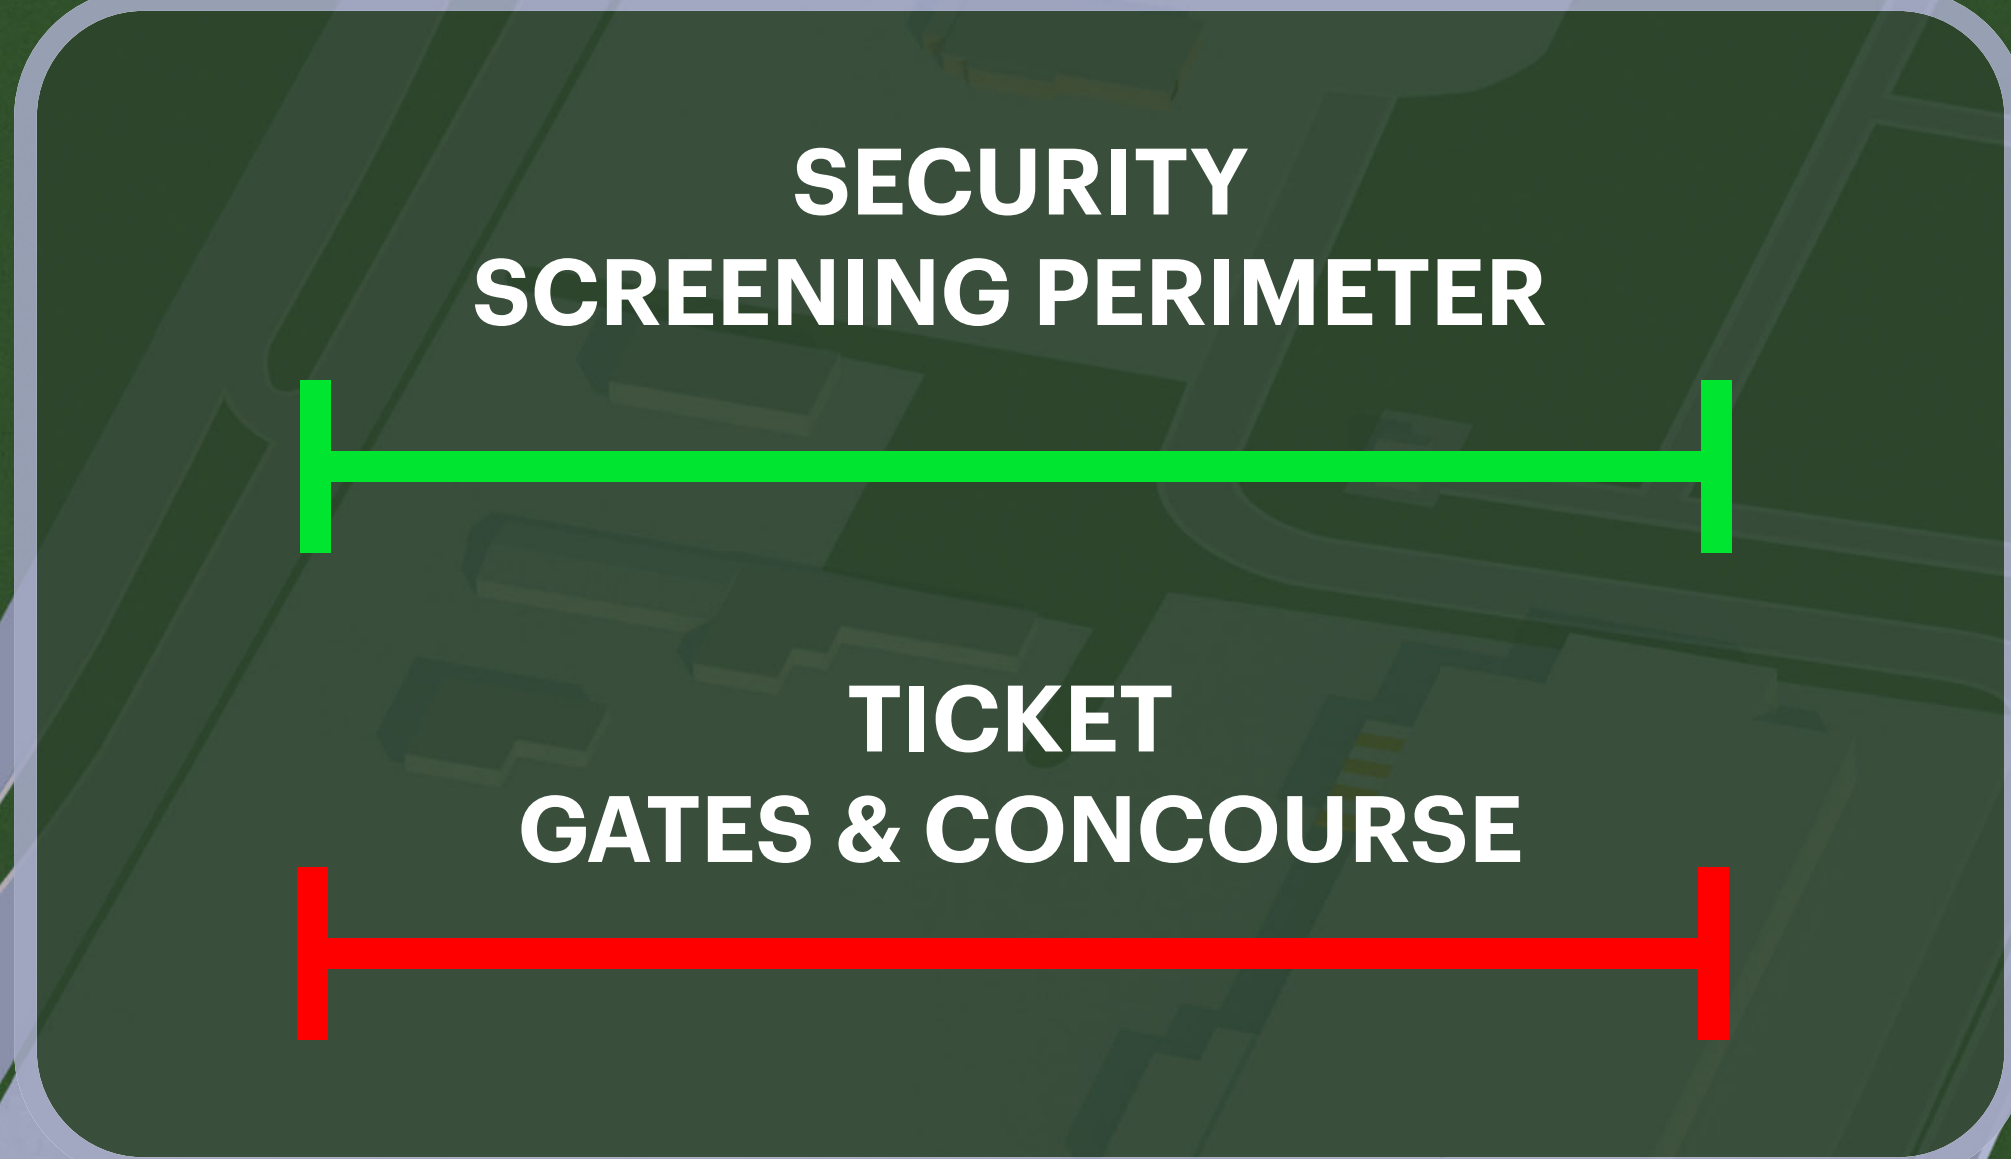 SECURITY
SCREENING PERIMETER
TICKET
GATES & CONCOURSE